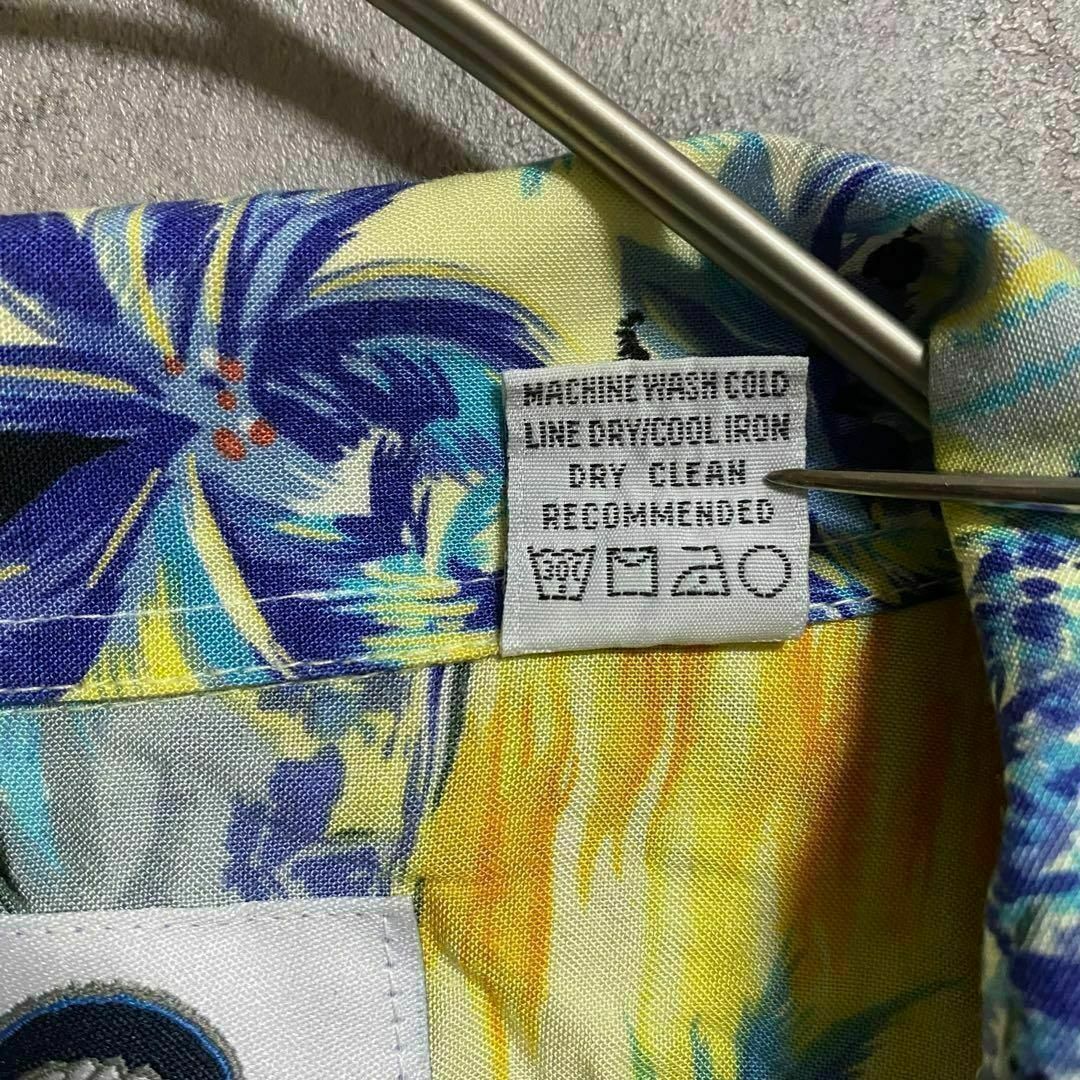 MACHINE WASH COLD
LINE DRY/COOL IRON
DRY CLEAN
RECOMMENDED
30